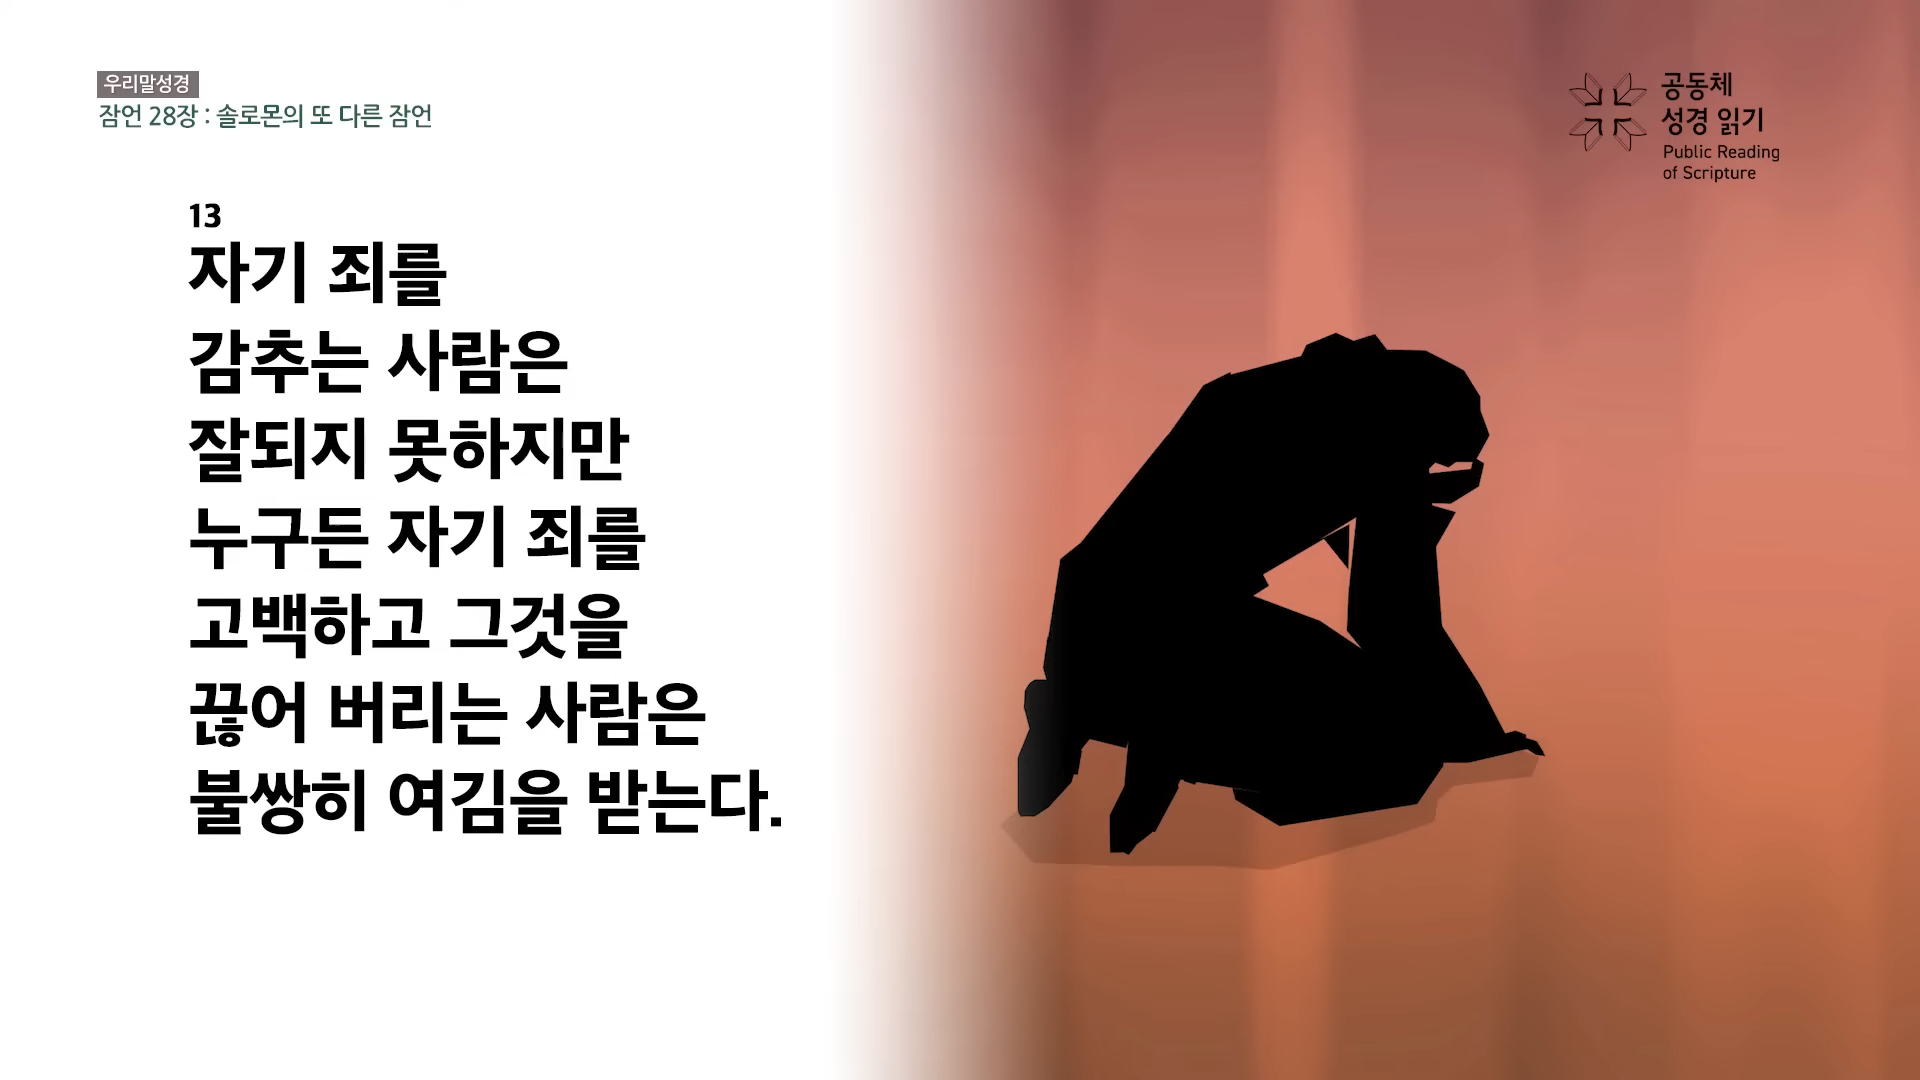 우리말성경
잠언 28장 : 솔로몬의 또 다른 잠언
공동체
성경 읽기
Public Reading
of Scripture
13
자기 죄를
감추는 사람은
잘되지 못하지만
누구든 자기 죄를
고백하고 그것을
끊어 버리는 사람은
불쌍히 여김을 받는다.